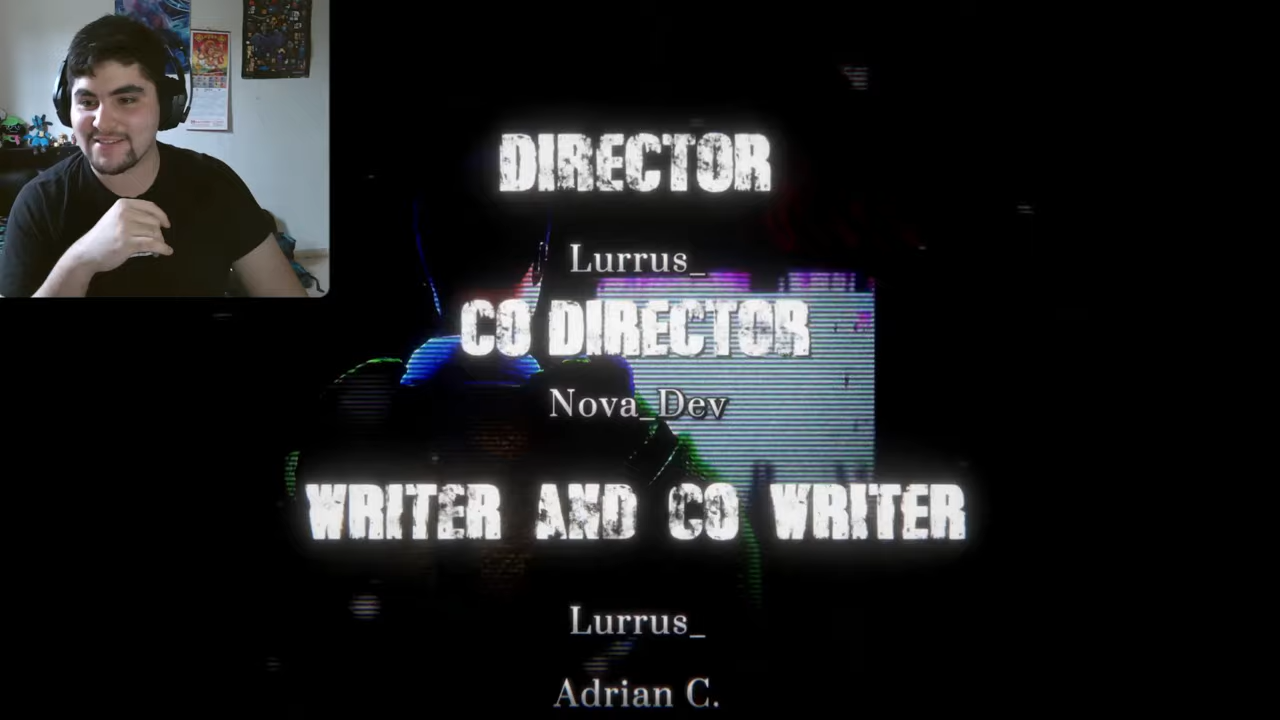 DIRECTOR
Lurrus_
CO DIRECTOR
Nova_Dev
WRITER AND CO WRITER
Lurrus_
Adrian C.